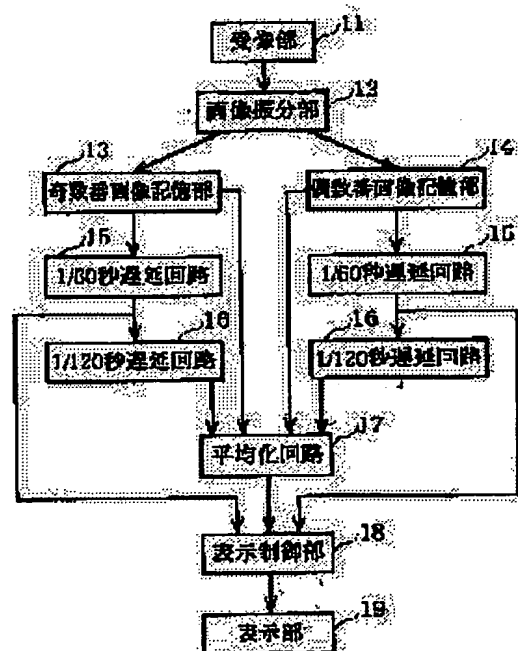 11
受像部
12
画像振分部
13
14
奇数番画像記憶部
偶数番画像記憶部
15
15
1/60秒遅延回路
1/60秒遅延回路
16
16
1/120秒遅延回路
1/120秒遅延回路
17
平均化回路
18
表示制御部
19
表示部